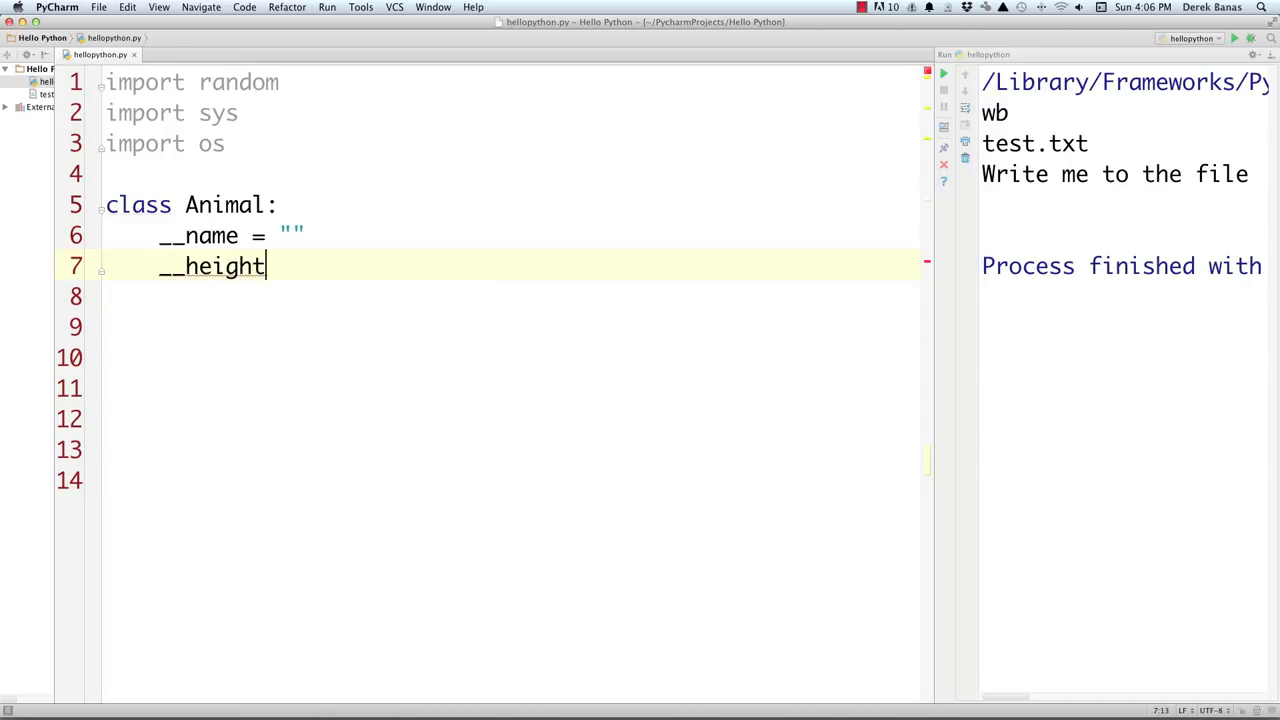 PyCharm File Edit View Navigate Code Refactor Run Tools VCS Window Help 10 Sun 4:06 PM Derek Banas
hellopython.py – Hello Python – [~/PycharmProjects/Hello Python]
Hello Python hellopython.py hellopython
hellopython.py Run hellopython
Hello P
hell
test
Extern
1 import random
2 import sys
3 import os
4
5 class Animal:
6 __name = ""
7 __height
8
9
10
11
12
13
14
/Library/Frameworks/Py
wb
test.txt
Write me to the file
Process finished with
7:13 LF UTF-8